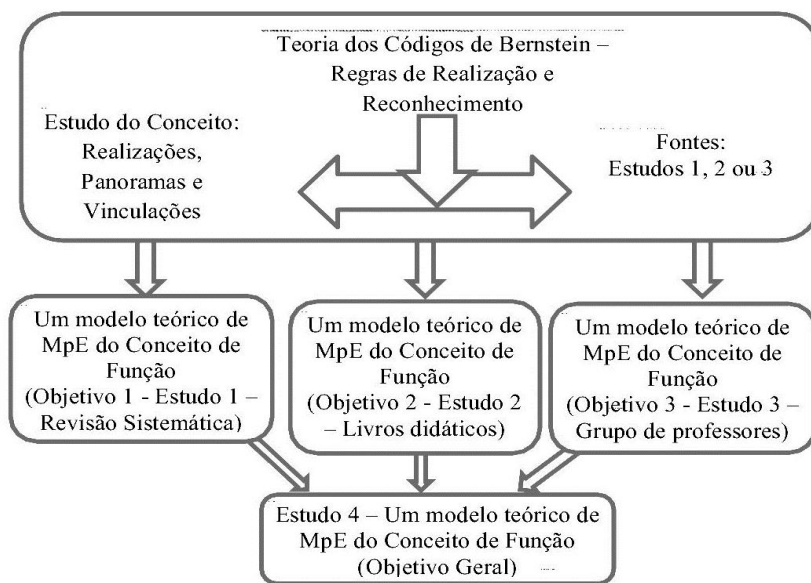 Teoria dos Códigos de Bernstein –
Regras de Realização e
Reconhecimento
Estudo do Conceito:
Realizações,
Panoramas e
Vinculações
Fontes:
Estudos 1, 2 ou 3
Um modelo teórico de
MpE do Conceito de
Função
(Objetivo 1 - Estudo 1 –
Revisão Sistemática)
Um modelo teórico de
MpE do Conceito de
Função
(Objetivo 2 - Estudo 2
– Livros didáticos)
Um modelo teórico de
MpE do Conceito de
Função
(Objetivo 3 - Estudo 3 –
Grupo de professores)
Estudo 4 – Um modelo teórico de
MpE do Conceito de Função
(Objetivo Geral)